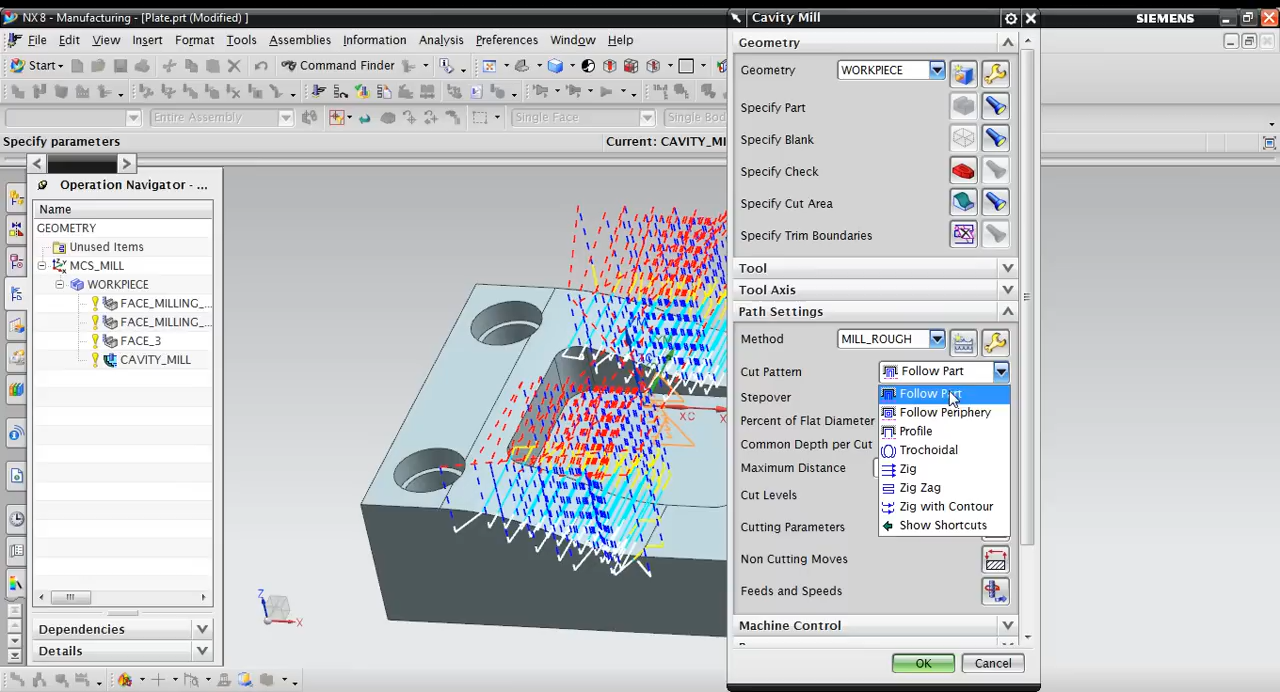 NX 8 - Manufacturing - [Plate.prt (Modified) ]
SIEMENS
File Edit View Insert Format Tools Assemblies Information Analysis Preferences Window Help
Start Command Finder
Entire Assembly Single Face Single Bod
Specify parameters
Current: CAVITY_MI
Operation Navigator - ...
Name
GEOMETRY
Unused Items
MCS_MILL
WORKPIECE
FACE_MILLING_...
FACE_MILLING_...
FACE_3
CAVITY_MILL
Dependencies
Details
XC
X
Z
X
Cavity Mill
Geometry
Geometry WORKPIECE
Specify Part
Specify Blank
Specify Check
Specify Cut Area
Specify Trim Boundaries
Tool
Tool Axis
Path Settings
Method MILL_ROUGH
Cut Pattern Follow Part
Stepover
Percent of Flat Diameter
Common Depth per Cut
Maximum Distance
Cut Levels
Cutting Parameters
Non Cutting Moves
Feeds and Speeds
Follow Part
Follow Periphery
Profile
Trochoidal
Zig
Zig Zag
Zig with Contour
Show Shortcuts
Machine Control
OK Cancel